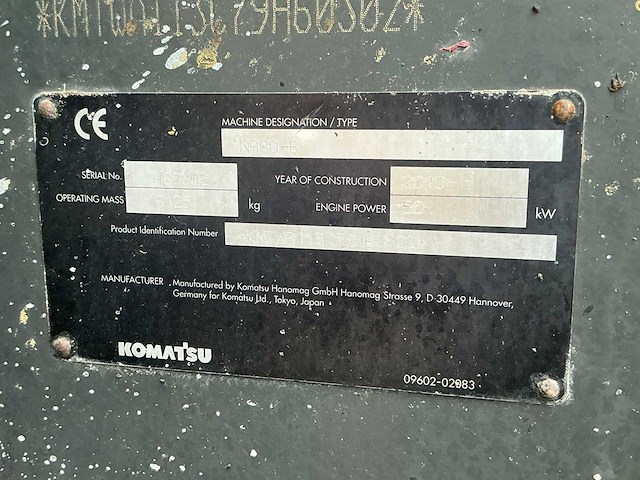 CE
MACHINE DESIGNATION / TYPE
SERIAL No.
YEAR OF CONSTRUCTION
OPERATING MASS kg
ENGINE POWER kW
Product Identification Number
MANUFACTURER Manufactured by Komatsu Hanomag GmbH Hanomag Strasse 9, D-30449 Hannover,
Germany for Komatsu Ltd., Tokyo, Japan
KOMATSU
09602-02083